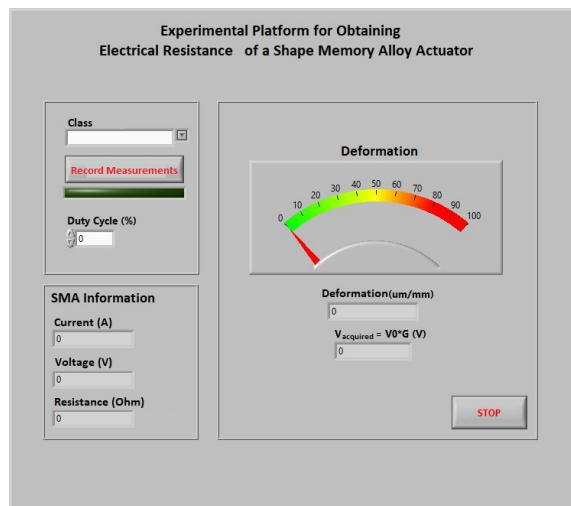 Experimental Platform for Obtaining
Electrical Resistance of a Shape Memory Alloy Actuator
Class
Record Measurements
Duty Cycle (%)
0
SMA Information
Current (A)
0
Voltage (V)
0
Resistance (Ohm)
0
Deformation
0 10 20 30 40 50 60 70 80 90 100
Deformation(um/mm)
0
Vacquired = V0*G (V)
0
STOP